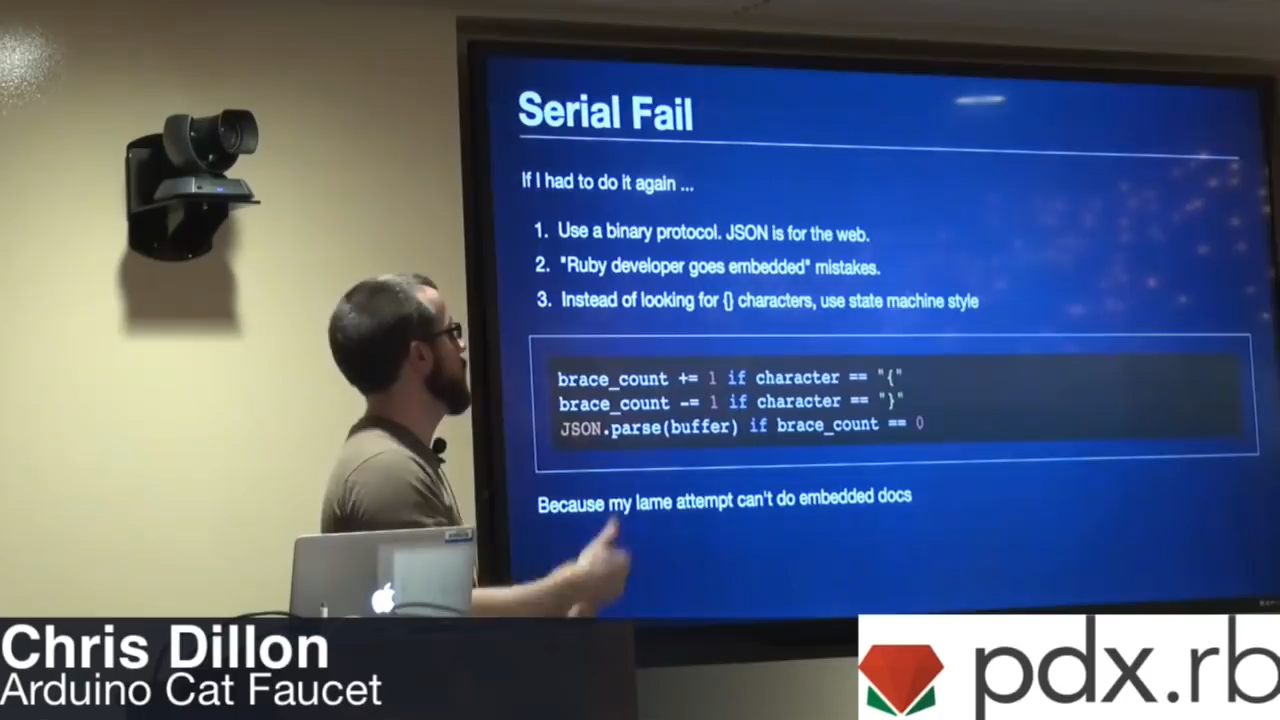 Serial Fail
If I had to do it again ...
1. Use a binary protocol. JSON is for the web.
2. "Ruby developer goes embedded" mistakes.
3. Instead of looking for {} characters, use state machine style
brace_count += 1 if character == "{"
brace_count -= 1 if character == "}"
JSON.parse(buffer) if brace_count == 0
Because my lame attempt can't do embedded docs
Chris Dillon
Arduino Cat Faucet
pdx.rb